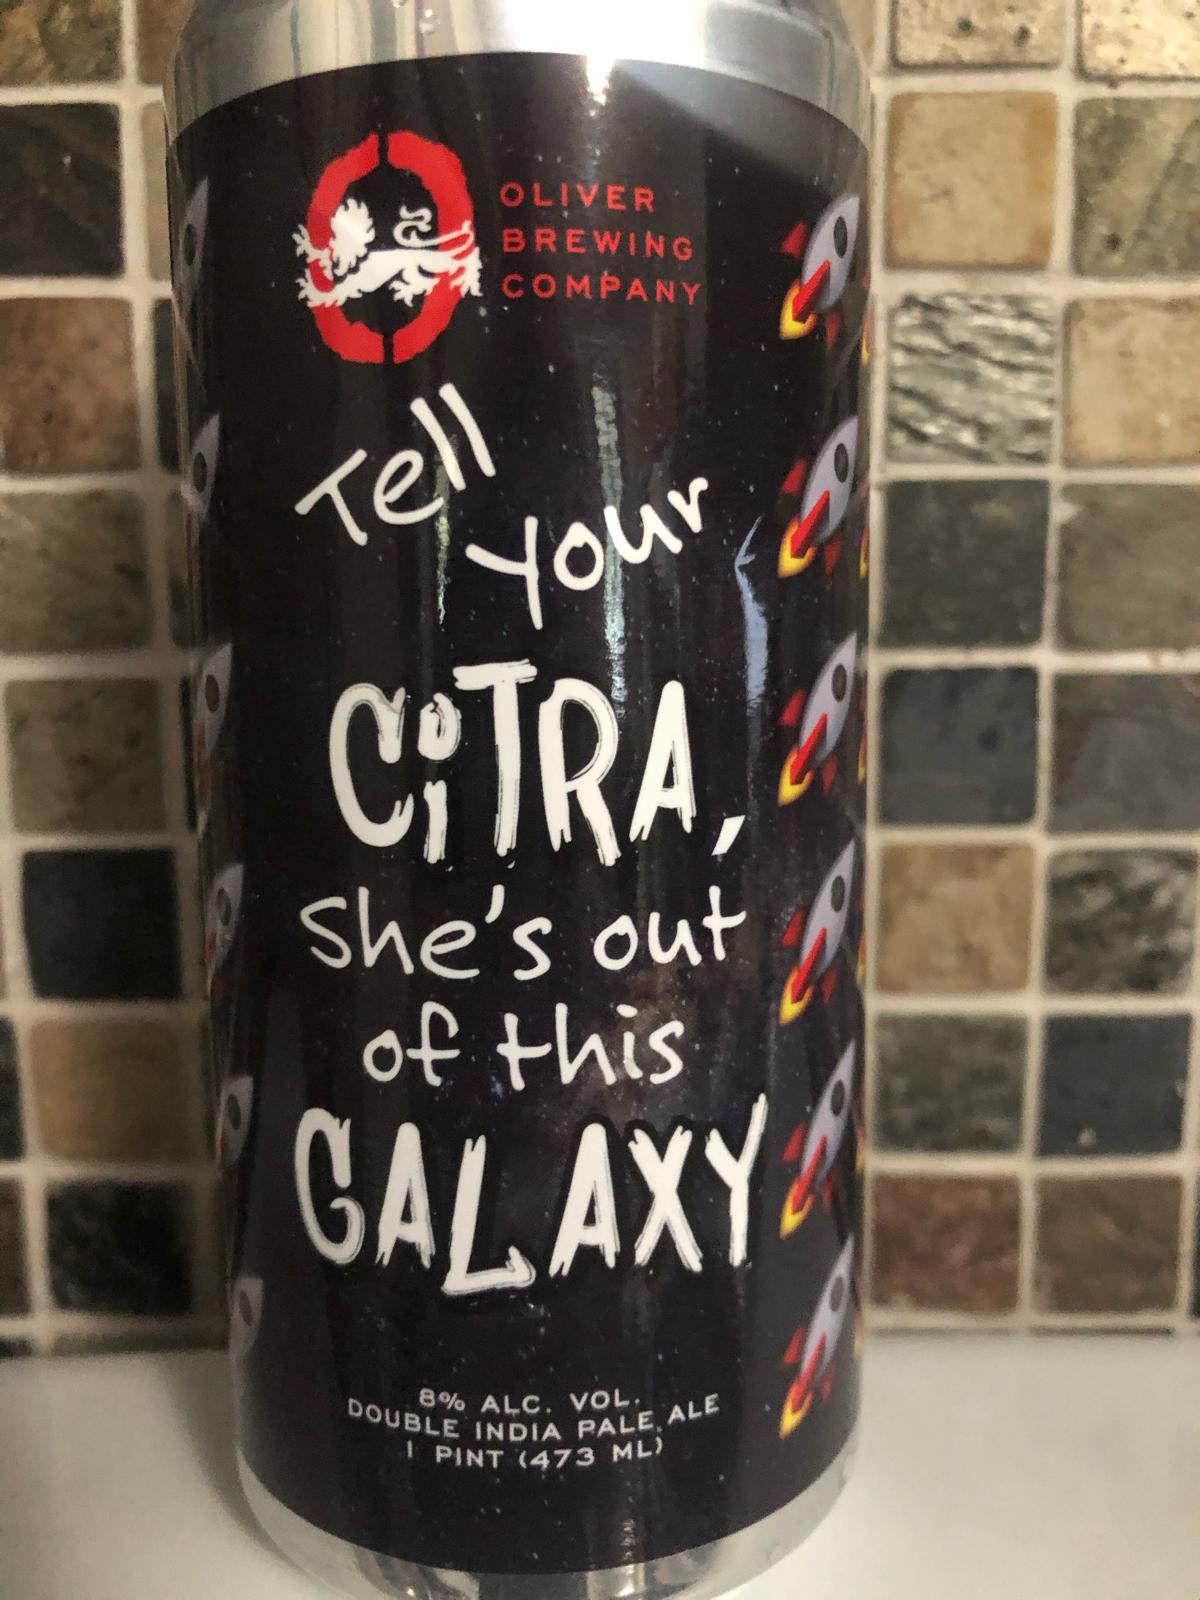 OLIVER
BREWING
COMPANY
Tell
your
CiTRA,
She's out
of this
GALAXY
8% ALC. VOL.
DOUBLE INDIA PALE ALE
1 PINT (473 ML)